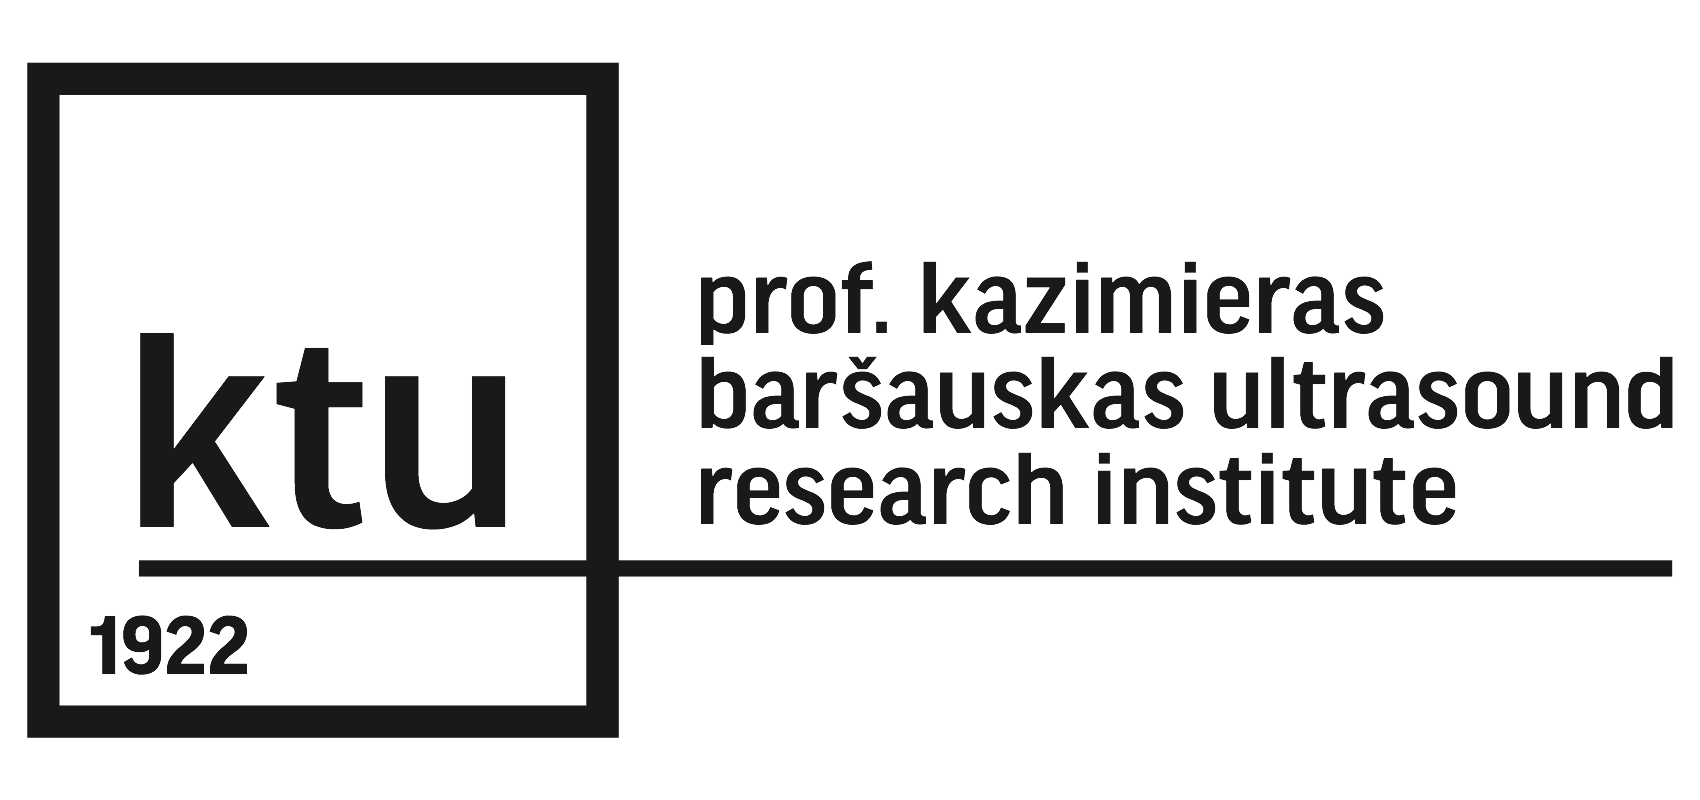 ktu
1922
prof. kazimieras
baršauskas ultrasound
research institute